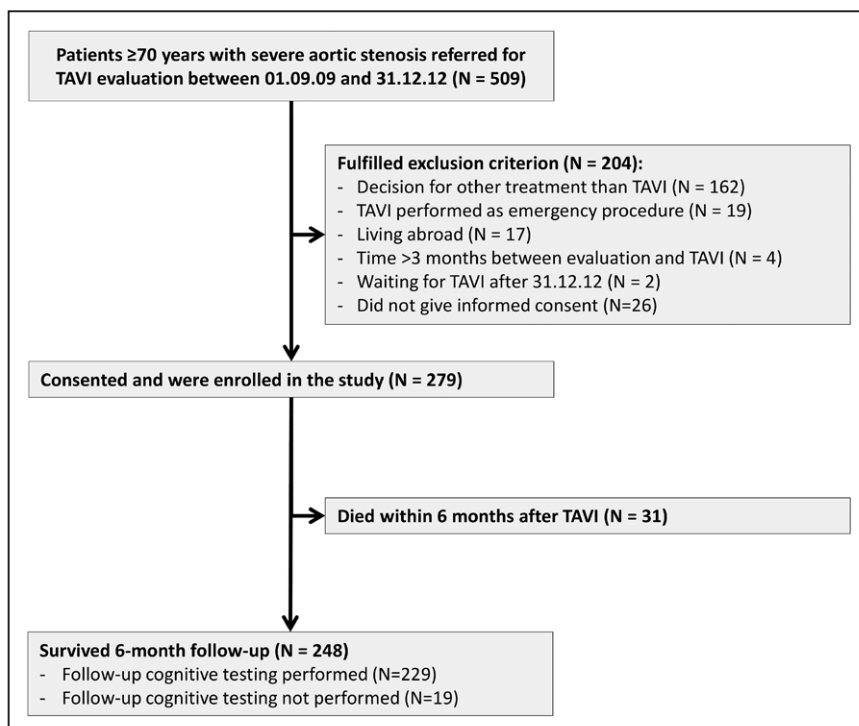 Patients ≥70 years with severe aortic stenosis referred for
TAVI evaluation between 01.09.09 and 31.12.12 (N = 509)
Fulfilled exclusion criterion (N = 204):
- Decision for other treatment than TAVI (N = 162)
- TAVI performed as emergency procedure (N = 19)
- Living abroad (N = 17)
- Time >3 months between evaluation and TAVI (N = 4)
- Waiting for TAVI after 31.12.12 (N = 2)
- Did not give informed consent (N=26)
Consented and were enrolled in the study (N = 279)
Died within 6 months after TAVI (N = 31)
Survived 6-month follow-up (N = 248)
- Follow-up cognitive testing performed (N=229)
- Follow-up cognitive testing not performed (N=19)